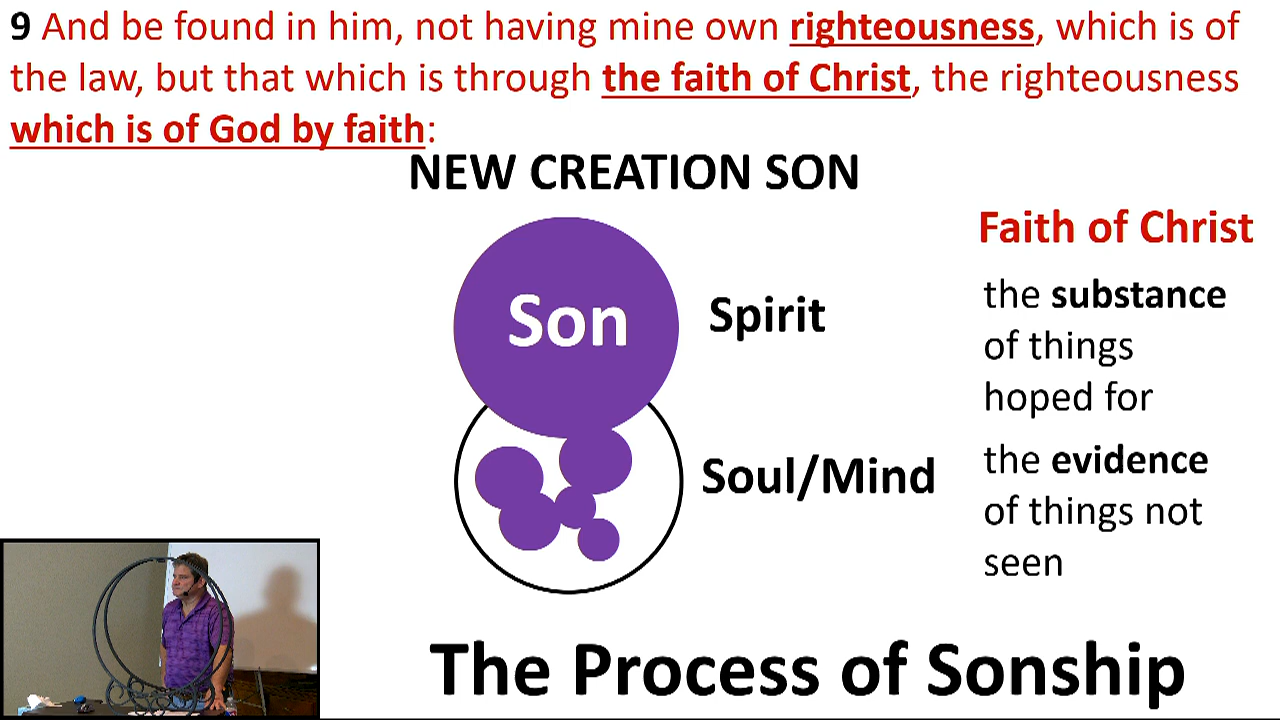 9 And be found in him, not having mine own righteousness, which is of
the law, but that which is through the faith of Christ, the righteousness
which is of God by faith:
NEW CREATION SON
Faith of Christ
Son
Spirit
the substance
of things
hoped for
Soul/Mind
the evidence
of things not
seen
The Process of Sonship